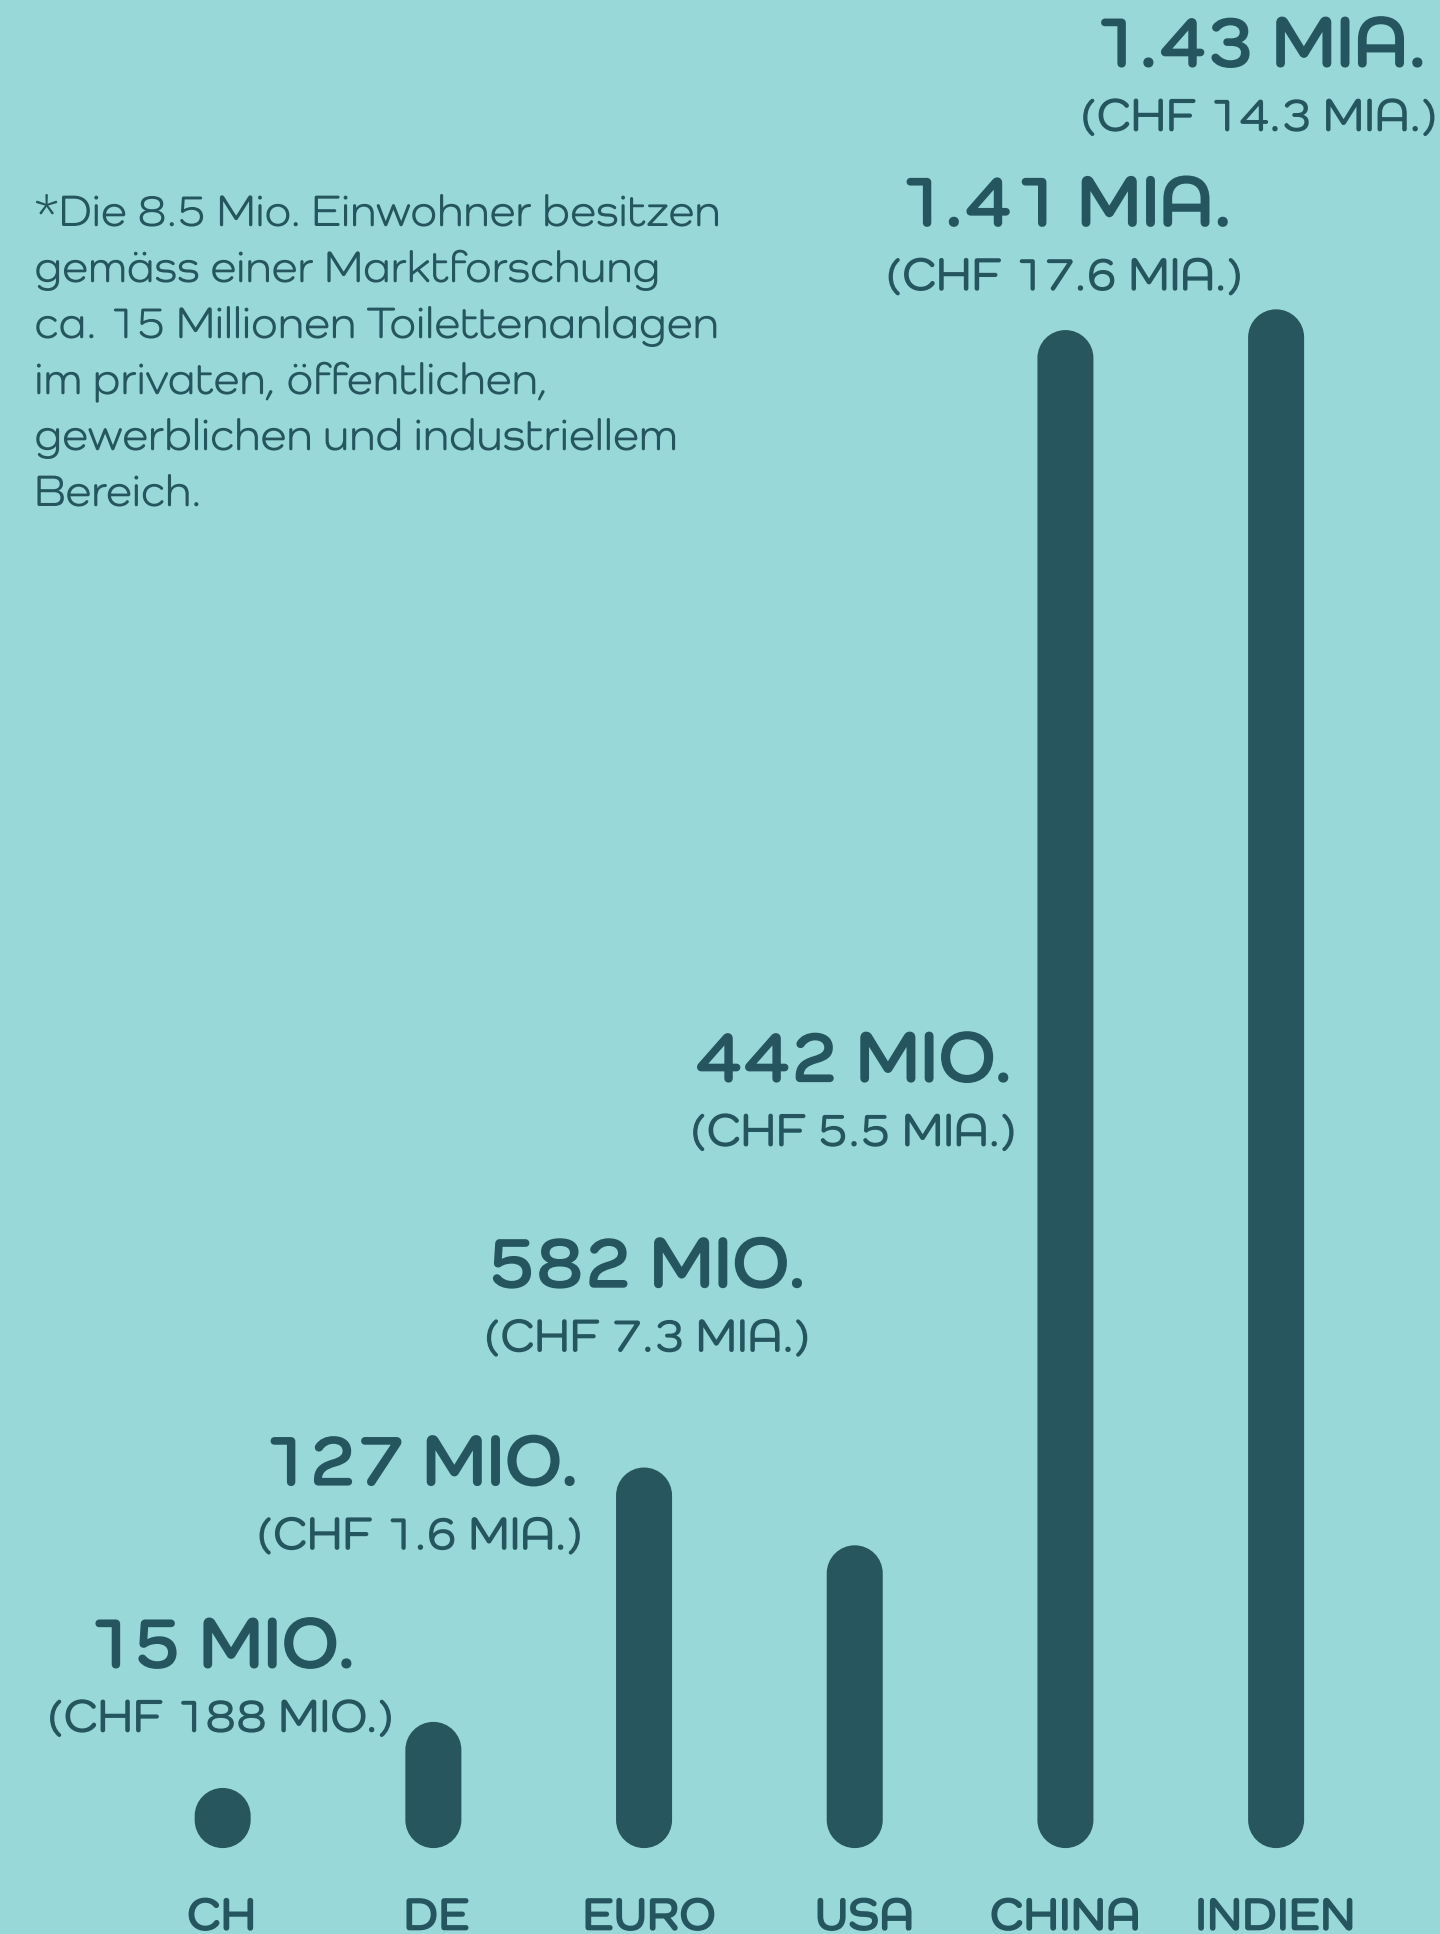 1.43 MIA.
(CHF 14.3 MIA.)
1.41 MIA.
(CHF 17.6 MIA.)
*Die 8.5 Mio. Einwohner besitzen
gemäss einer Marktforschung
ca. 15 Millionen Toilettenanlagen
im privaten, öffentlichen,
gewerblichen und industriellem
Bereich.
442 MIO.
(CHF 5.5 MIA.)
582 MIO.
(CHF 7.3 MIA.)
127 MIO.
(CHF 1.6 MIA.)
15 MIO.
(CHF 188 MIO.)
CH
DE
EURO
USA
CHINA
INDIEN